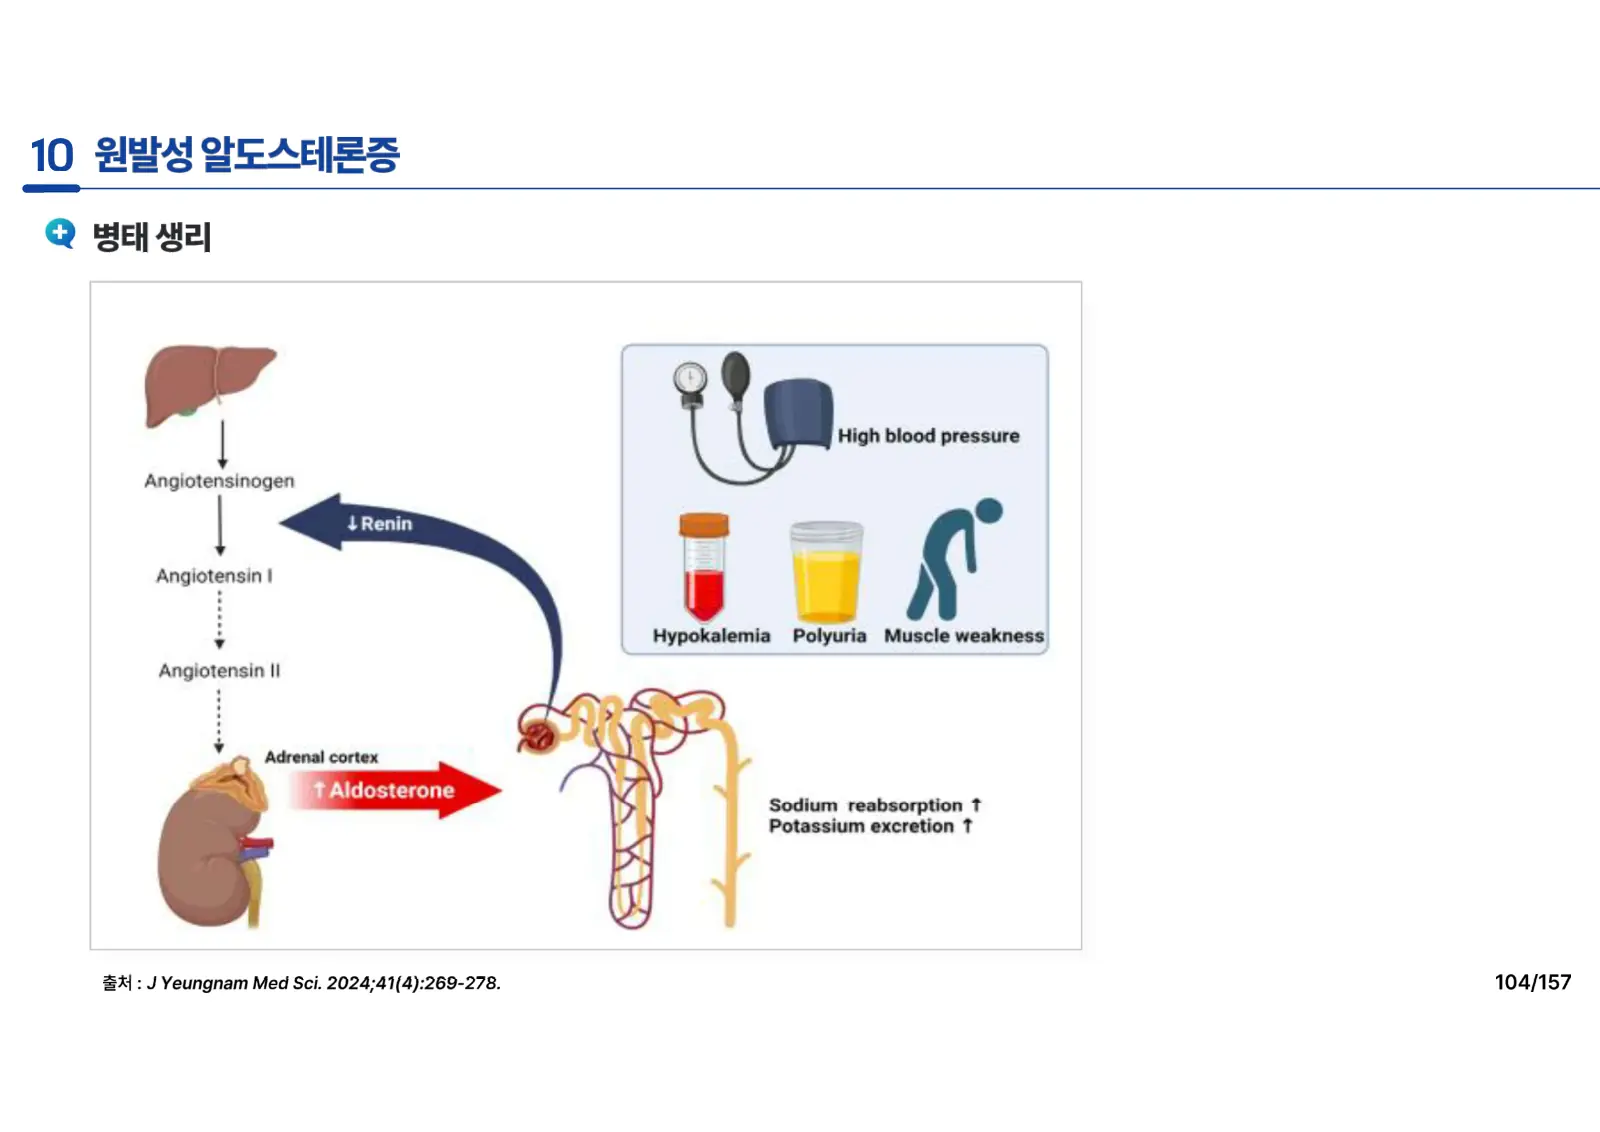 10 원발성 알도스테론증
병태 생리
Angiotensinogen
↓Renin
Angiotensin I
Angiotensin II
Adrenal cortex
↑Aldosterone
High blood pressure
Hypokalemia Polyuria Muscle weakness
Sodium reabsorption ↑
Potassium excretion ↑
출처 : J Yeungnam Med Sci. 2024;41(4):269-278.
104/157